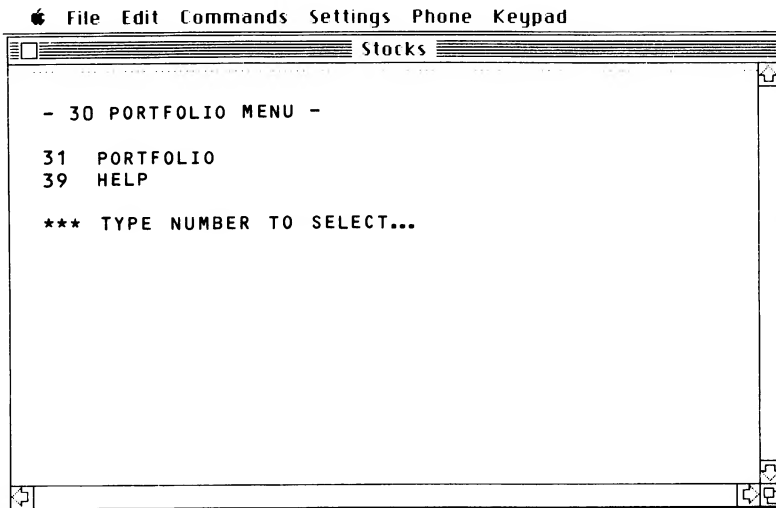 File Edit Commands Settings Phone Keypad
Stocks
- 30 PORTFOLIO MENU -
31 PORTFOLIO
39 HELP
*** TYPE NUMBER TO SELECT...